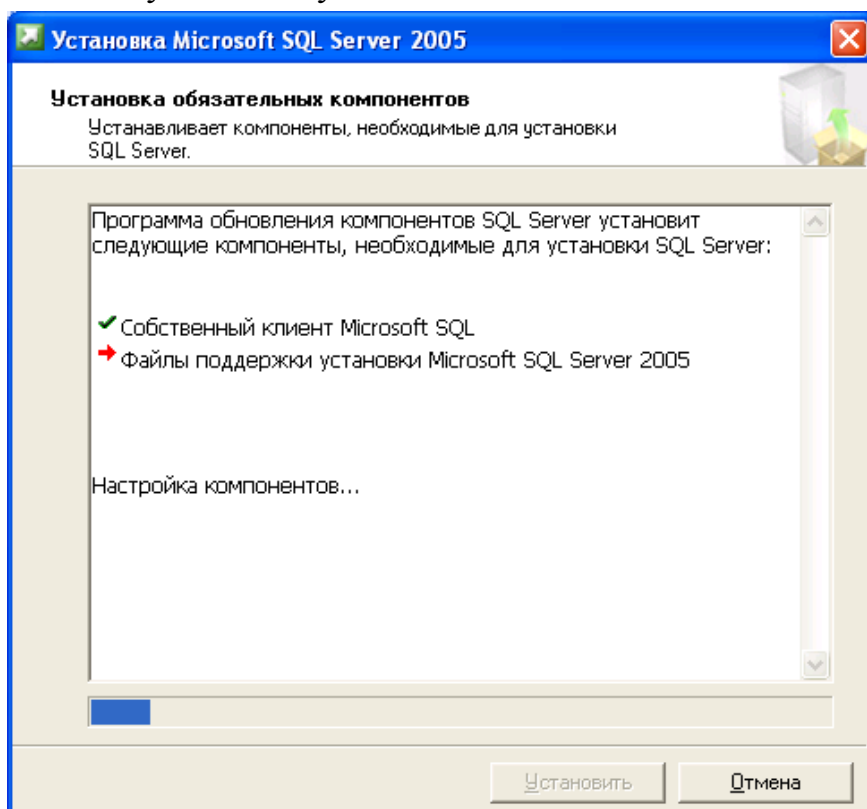 Установка Microsoft SQL Server 2005
Установка обязательных компонентов
Устанавливает компоненты, необходимые для установки
SQL Server.
Программа обновления компонентов SQL Server установит
следующие компоненты, необходимые для установки SQL Server:
Собственный клиент Microsoft SQL
Файлы поддержки установки Microsoft SQL Server 2005
Настройка компонентов...
Установить
Отмена